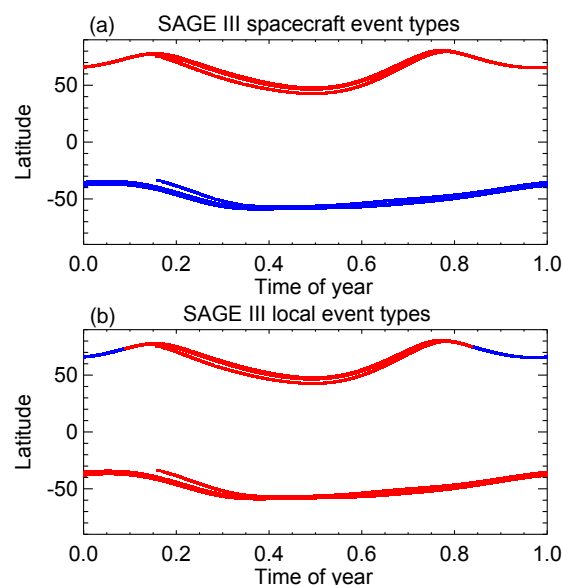 (a) SAGE III spacecraft event types
50
0
-50
Latitude
0.0 0.2 0.4 0.6 0.8 1.0
Time of year
(b) SAGE III local event types
50
0
-50
Latitude
0.0 0.2 0.4 0.6 0.8 1.0
Time of year